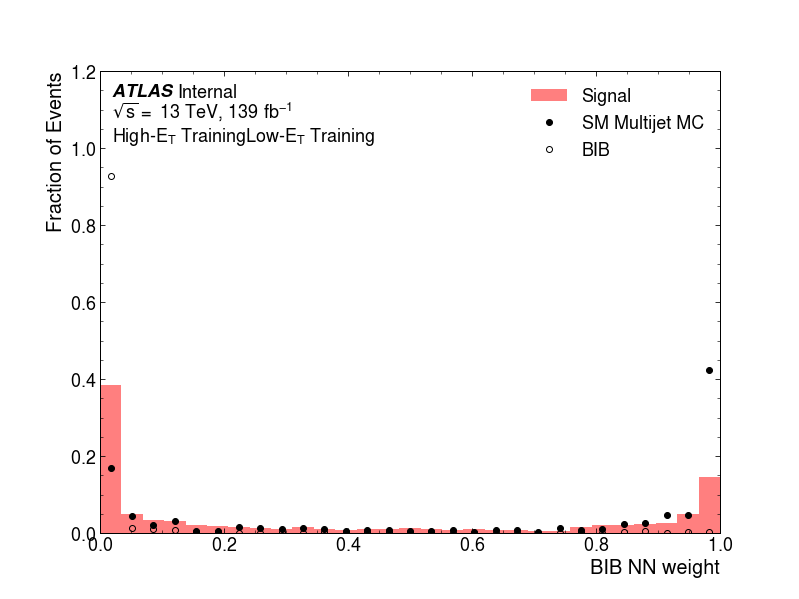 ATLAS Internal
√s = 13 TeV, 139 fb⁻¹
High-E_T TrainingLow-E_T Training
Signal
SM Multijet MC
BIB
Fraction of Events
1.2
1.0
0.8
0.6
0.4
0.2
0.0
0.0 0.2 0.4 0.6 0.8 1.0
BIB NN weight